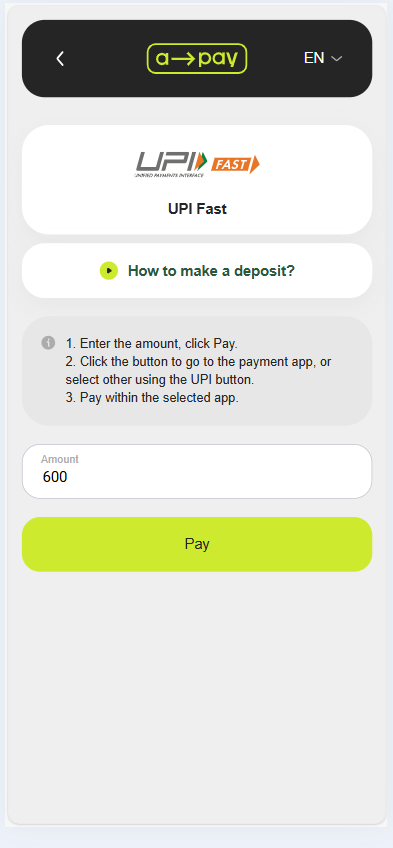 a→pay
EN
UPI
UNIFIED PAYMENTS INTERFACE
FAST
UPI Fast
How to make a deposit?
1. Enter the amount, click Pay.
2. Click the button to go to the payment app, or
select other using the UPI button.
3. Pay within the selected app.
Amount
600
Pay